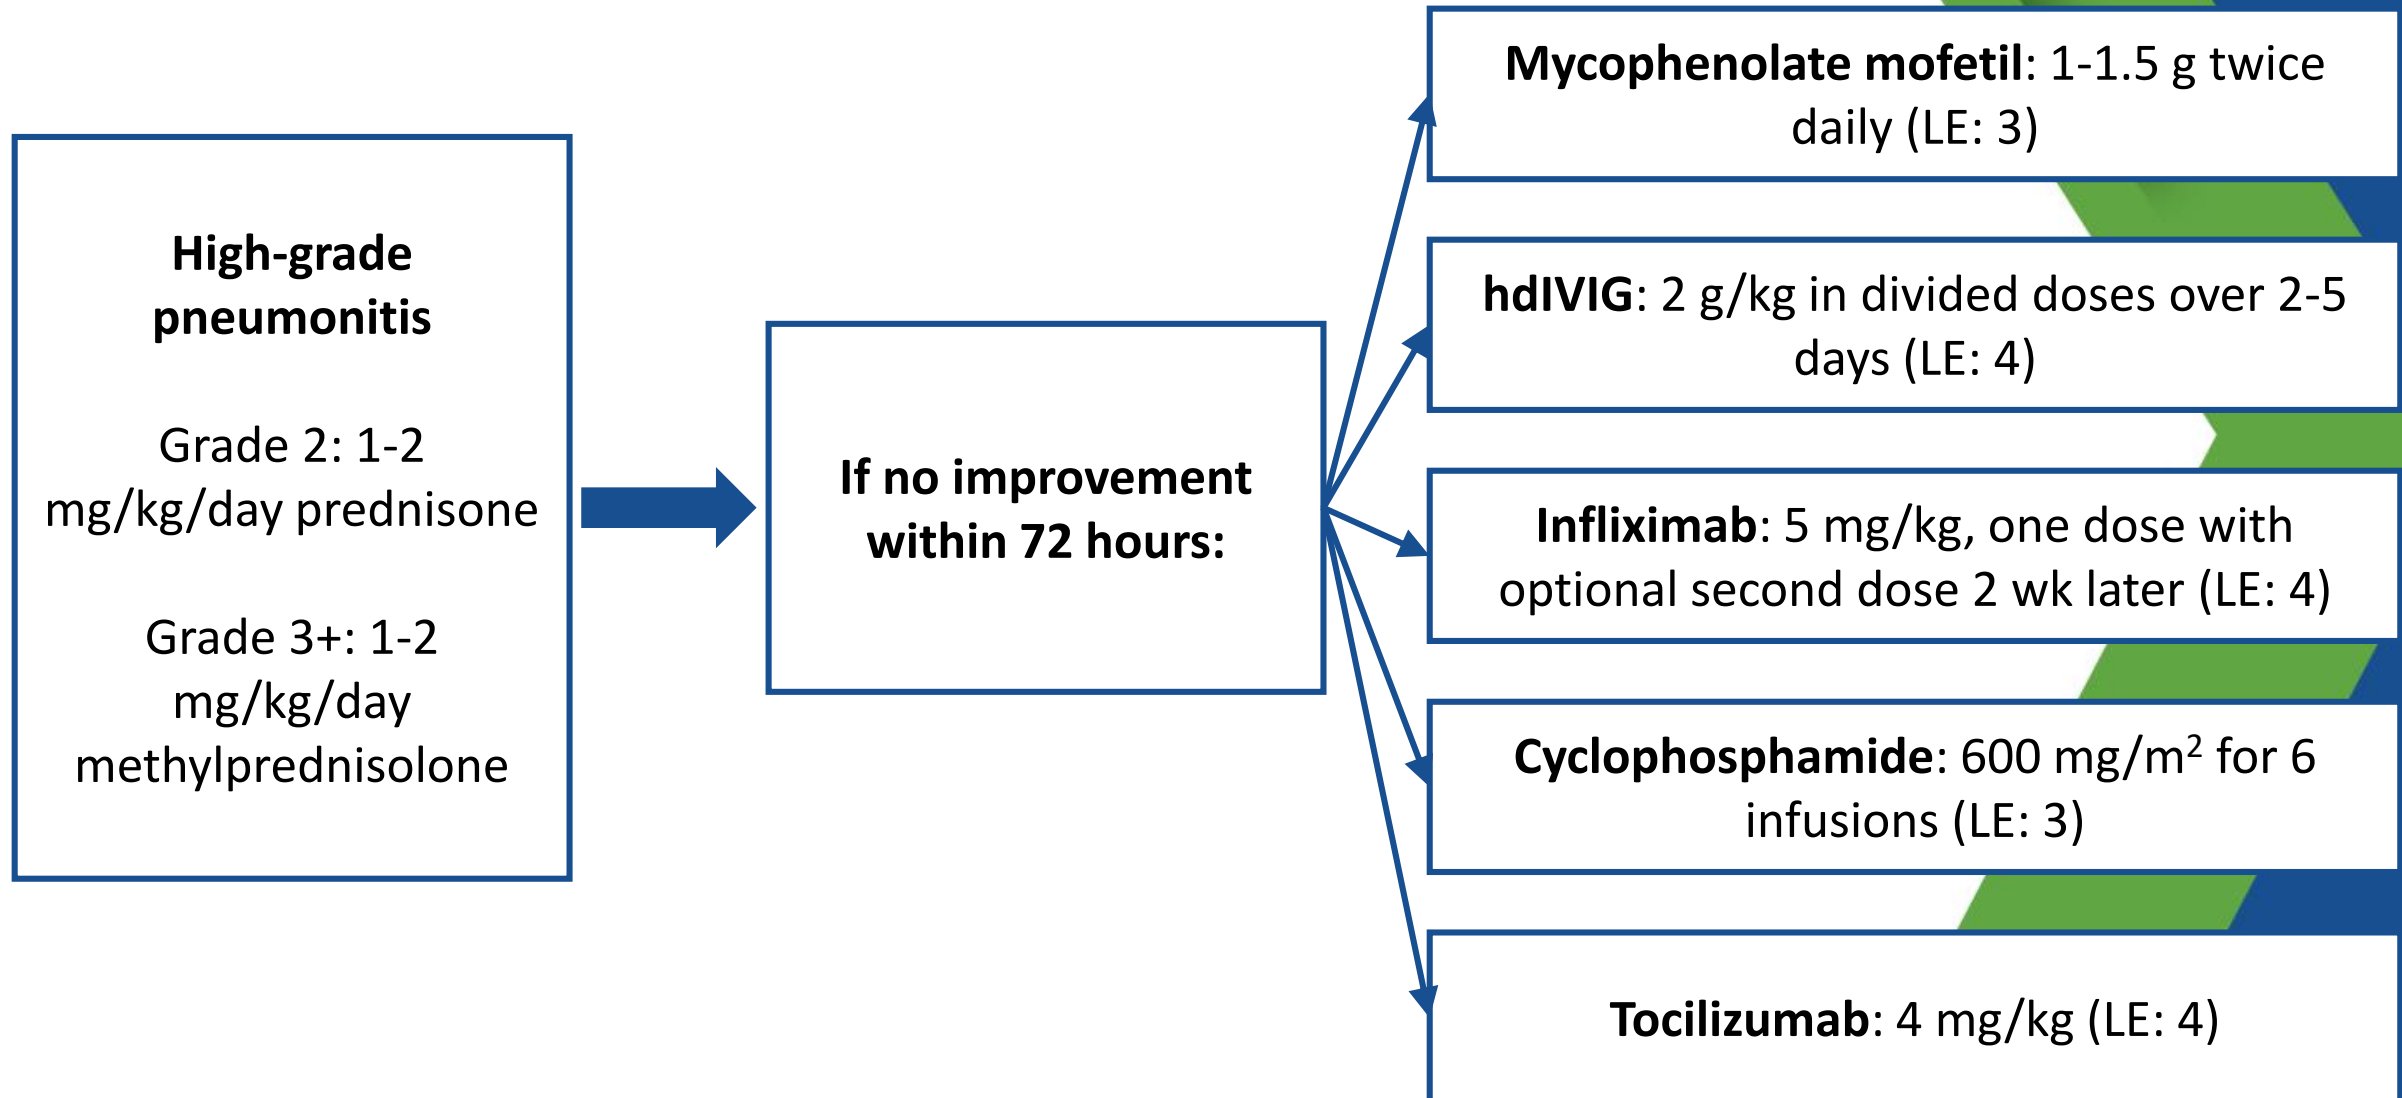 High-grade
pneumonitis
Grade 2: 1-2
mg/kg/day prednisone
Grade 3+: 1-2
mg/kg/day
methylprednisolone
If no improvement
within 72 hours:
Mycophenolate mofetil: 1-1.5 g twice
daily (LE: 3)
hdIVIG: 2 g/kg in divided doses over 2-5
days (LE: 4)
Infliximab: 5 mg/kg, one dose with
optional second dose 2 wk later (LE: 4)
Cyclophosphamide: 600 mg/m² for 6
infusions (LE: 3)
Tocilizumab: 4 mg/kg (LE: 4)